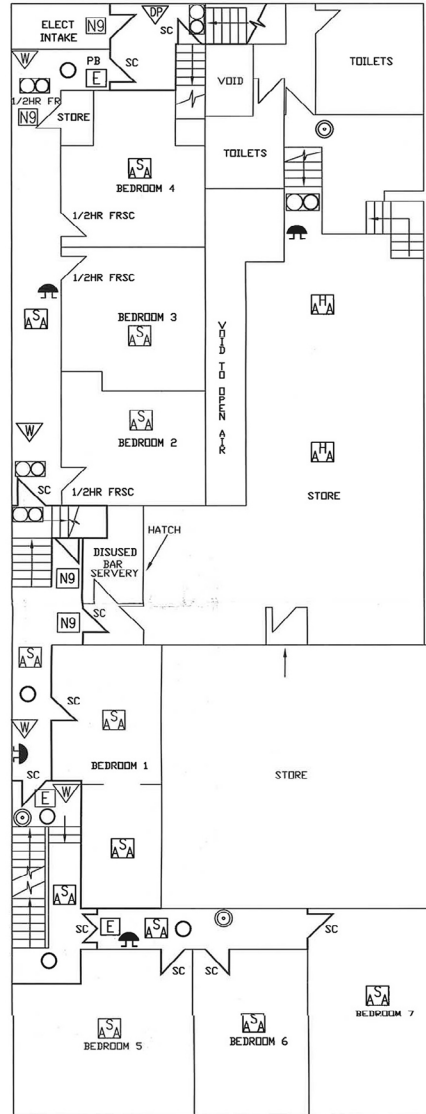 ELECT
INTAKE
N9
DP
SC
W
PB
SC
E
1/2HR FR
N9
STORE
VOID
TOILETS
TOILETS
A S A
BEDROOM 4
1/2HR FRSC
1/2HR FRSC
A S A
A H A
BEDROOM 3
A S A
VOID TO OPEN AIR
A S A
W
BEDROOM 2
A H A
SC
1/2HR FRSC
STORE
HATCH
DISUSED
BAR
SERVERY
N9
N9
SC
A S A
SC
A S A
W
BEDROOM 1
STORE
SC
E
W
A S A
A S A
SC
E
A S A
SC
SC
SC
A S A
BEDROOM 7
A S A
BEDROOM 5
A S A
BEDROOM 6